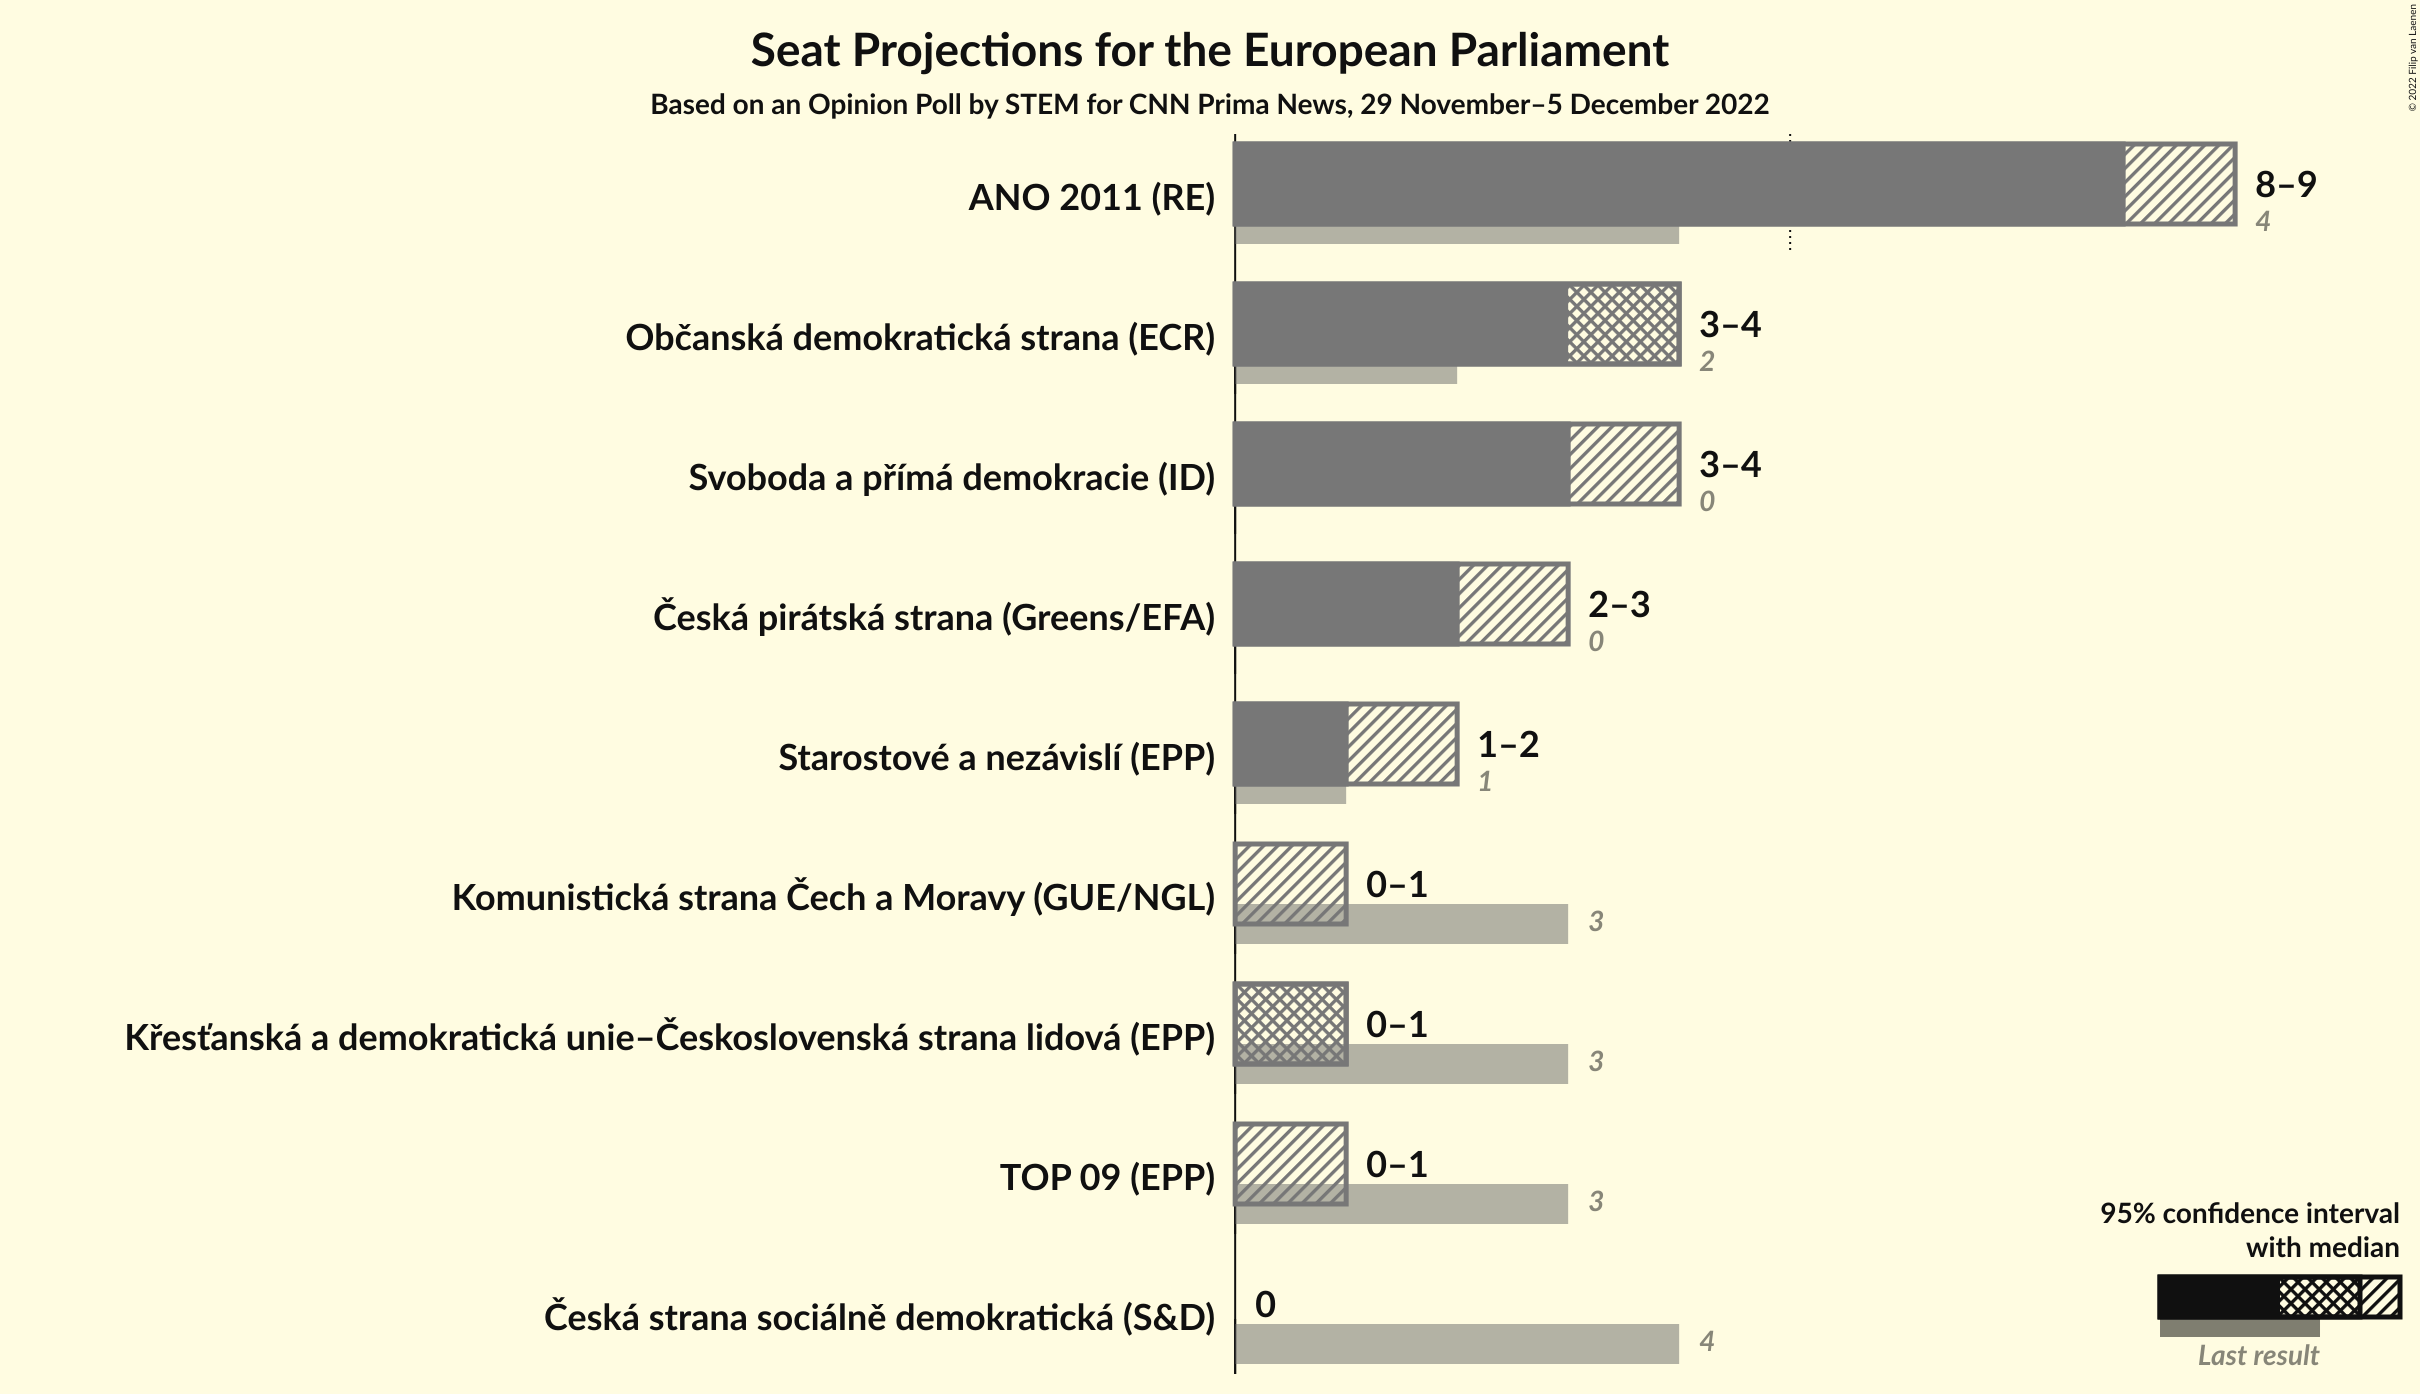 Seat Projections for the European Parliament
Based on an Opinion Poll by STEM for CNN Prima News, 29 November–5 December 2022
© 2022 Filip van Laenen
ANO 2011 (RE)
8–9
4
Občanská demokratická strana (ECR)
3–4
2
Svoboda a přímá demokracie (ID)
3–4
0
Česká pirátská strana (Greens/EFA)
2–3
0
Starostové a nezávislí (EPP)
1–2
1
Komunistická strana Čech a Moravy (GUE/NGL)
0–1
3
Křesťanská a demokratická unie–Československá strana lidová (EPP)
0–1
3
TOP 09 (EPP)
0–1
3
Česká strana sociálně demokratická (S&D)
0
4
95% confidence interval
with median
Last result